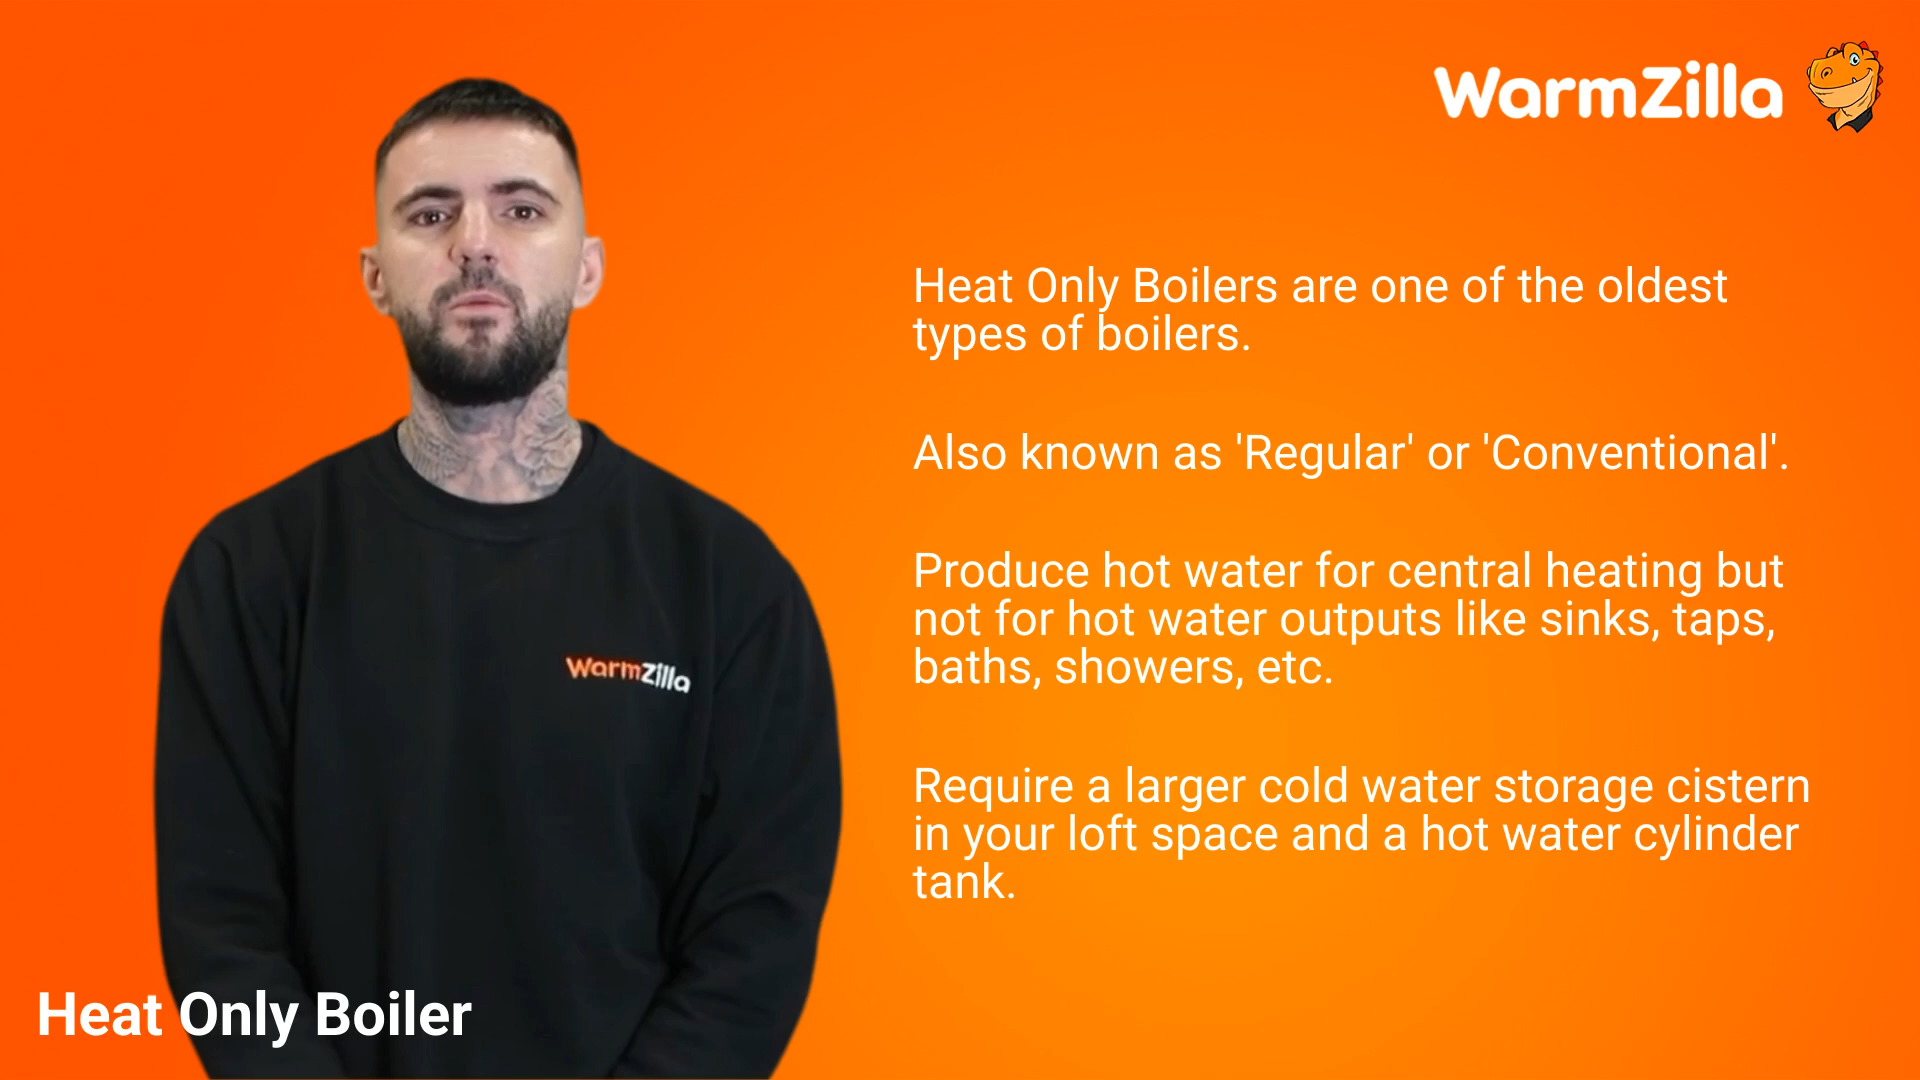 WarmZilla
Heat Only Boilers are one of the oldest
types of boilers.
Also known as 'Regular' or 'Conventional'.
Produce hot water for central heating but
not for hot water outputs like sinks, taps,
baths, showers, etc.
Require a larger cold water storage cistern
in your loft space and a hot water cylinder
tank.
WarmZilla
Heat Only Boiler